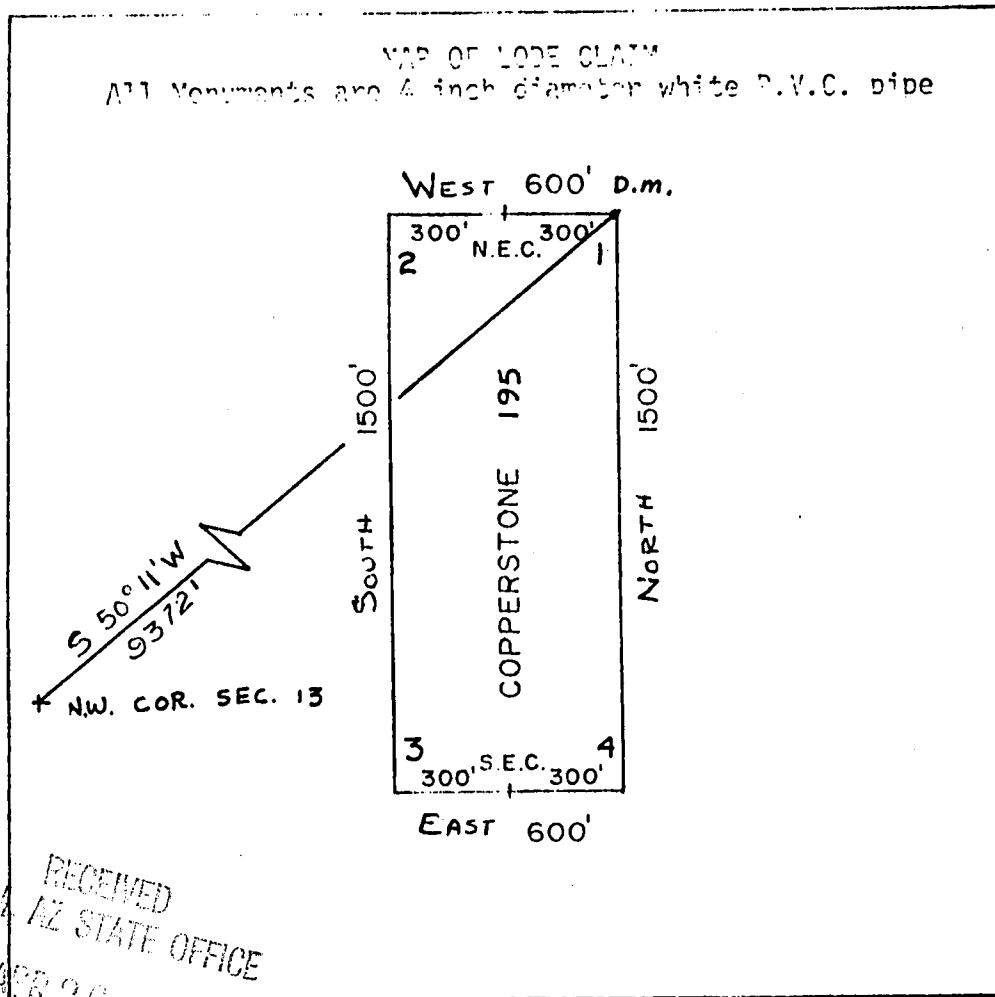 MAP OF LODE CLAIM
All Monuments are 4 inch diameter white P.V.C. pipe
WEST 600' D.m.
300' 300'
N.E.C.
2 1
1500'
1500'
COPPERSTONE 195
SOUTH
NORTH
S 50° 11' W
9372'
N.W. COR. SEC. 13
3 4
S.E.C.
300' 300'
EAST 600'
RECEIVED
AZ STATE OFFICE